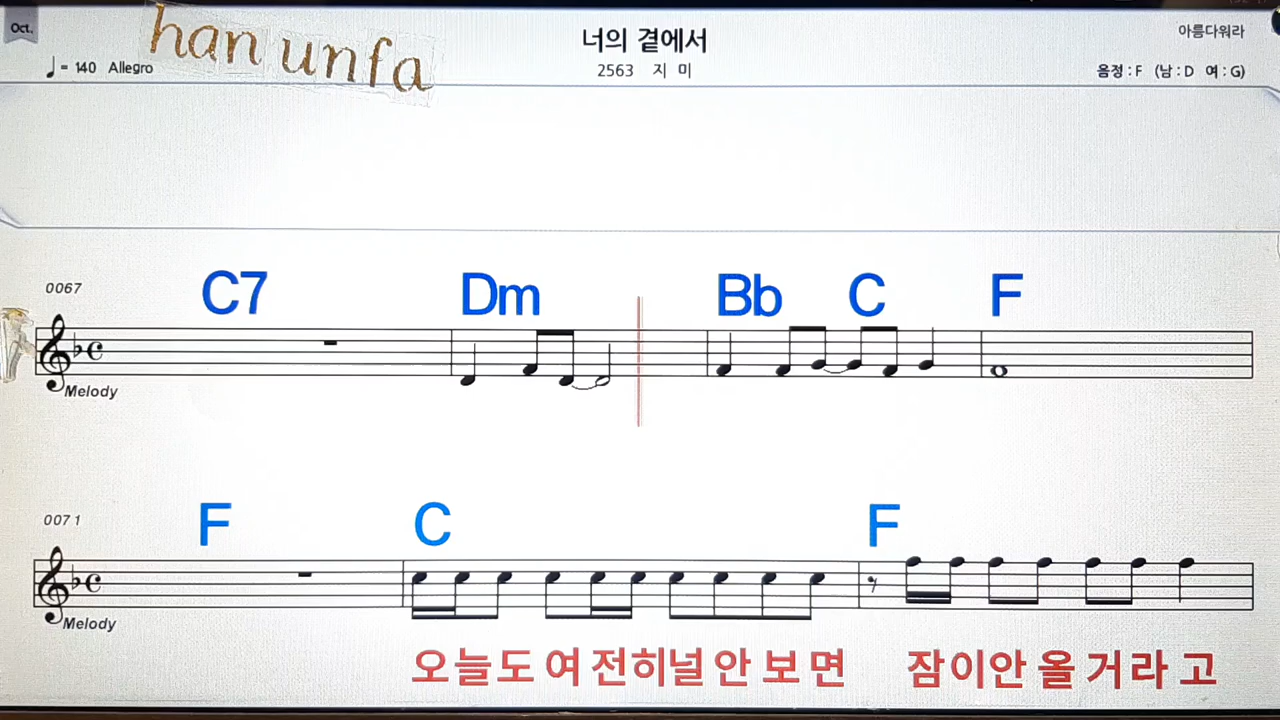 Oct.
han unfa
너의 곁에서
아름다워라
♩= 140 Allegro
2563 지 미
음정 : F (남 : D 여 : G)
0067
C7 Dm Bb C F
Melody
0071
F C F
Melody
오늘도 여 전히널 안 보 면 잠이안 올 거 라 고